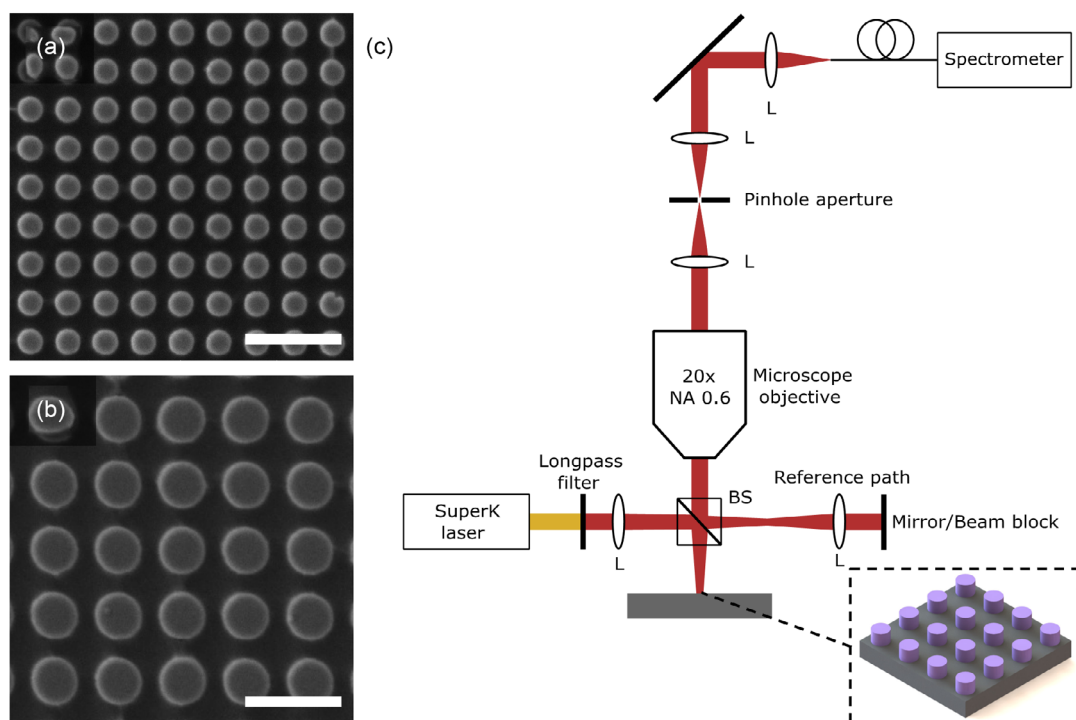 (a)
(b)
(c)
Spectrometer
L
L
Pinhole aperture
L
20x
NA 0.6
Microscope
objective
Longpass
filter
Reference path
BS
SuperK
laser
Mirror/Beam block
L
L